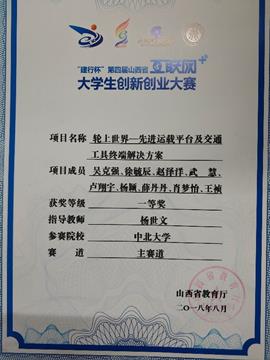 “建行杯”第四届山西省 互联网+
大学生创新创业大赛
项目名称 轮上世界—先进运载平台及交通
工具终端解决方案
项目成员 吴克强、徐毓辰、赵泽洋、武 慧、
卢翔宇、杨颖、薛丹丹、肖梦怡、王桢
获奖等级 一等奖
指导教师 杨世文
参赛院校 中北大学
赛 道 主赛道
山西省教育厅
二〇一八年八月